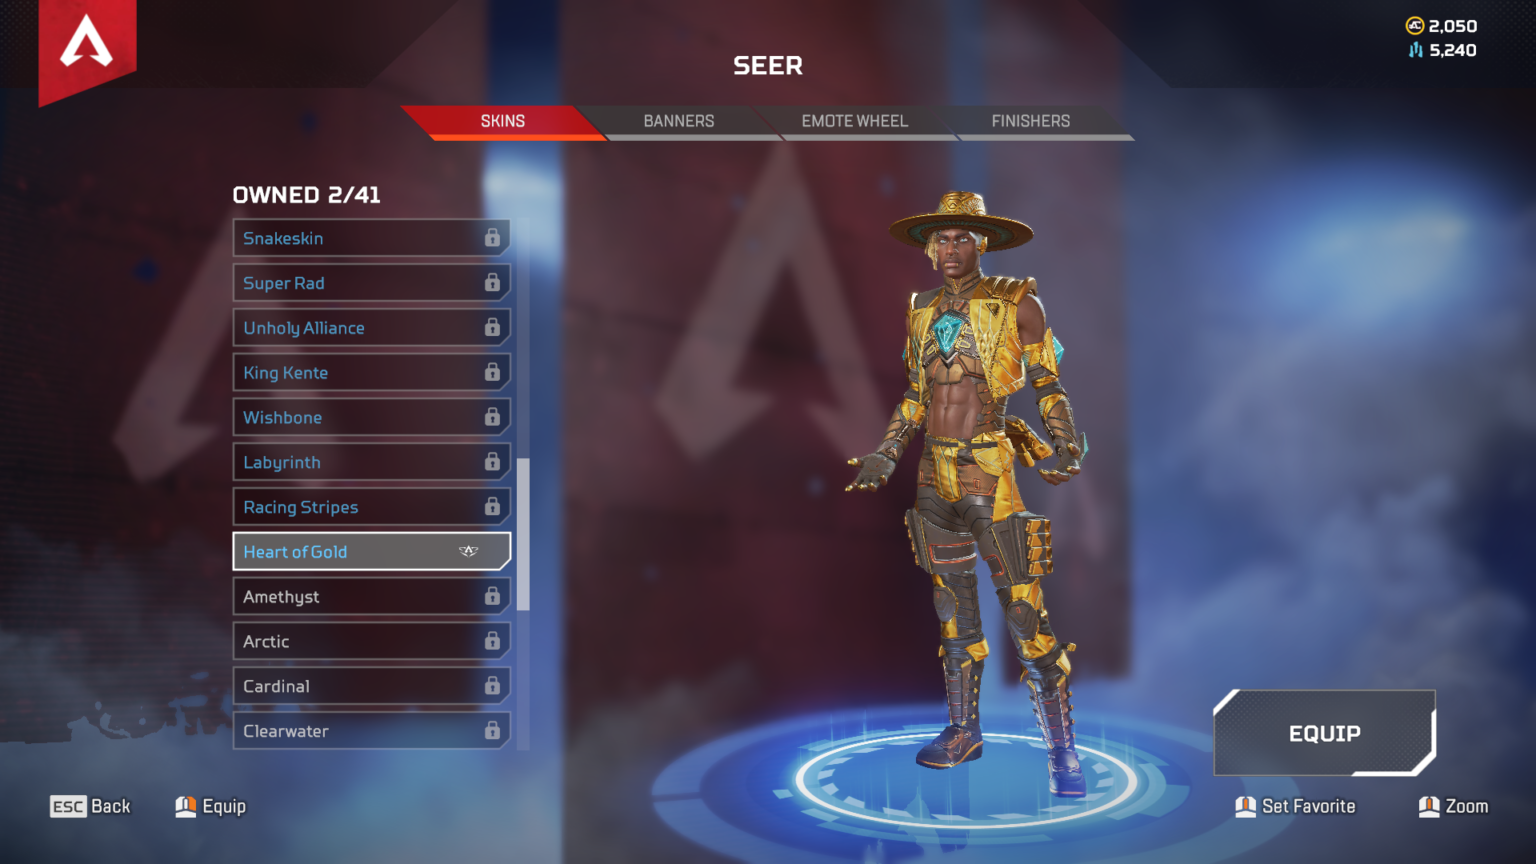 2,050
5,240
SEER
SKINS
BANNERS
EMOTE WHEEL
FINISHERS
OWNED 2/41
Snakeskin
Super Rad
Unholy Alliance
King Kente
Wishbone
Labyrinth
Racing Stripes
Heart of Gold
Amethyst
Arctic
Cardinal
Clearwater
EQUIP
ESC Back
Equip
Set Favorite
Zoom